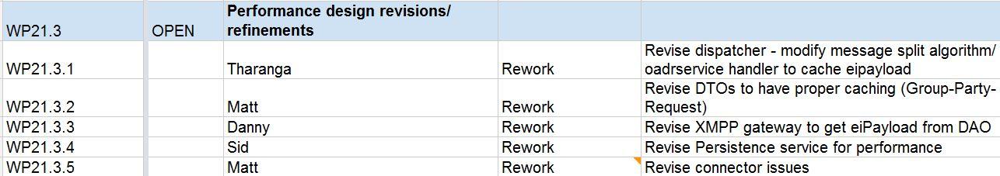 WP21.3 OPEN Performance design revisions/
refinements
WP21.3.1 Tharanga Rework Revise dispatcher - modify message split algorithm/
oadrservice handler to cache eipayload
WP21.3.2 Matt Rework Revise DTOs to have proper caching (Group-Party-
Request)
WP21.3.3 Danny Rework Revise XMPP gateway to get eiPayload from DAO
WP21.3.4 Sid Rework Revise Persistence service for performance
WP21.3.5 Matt Rework Revise connector issues